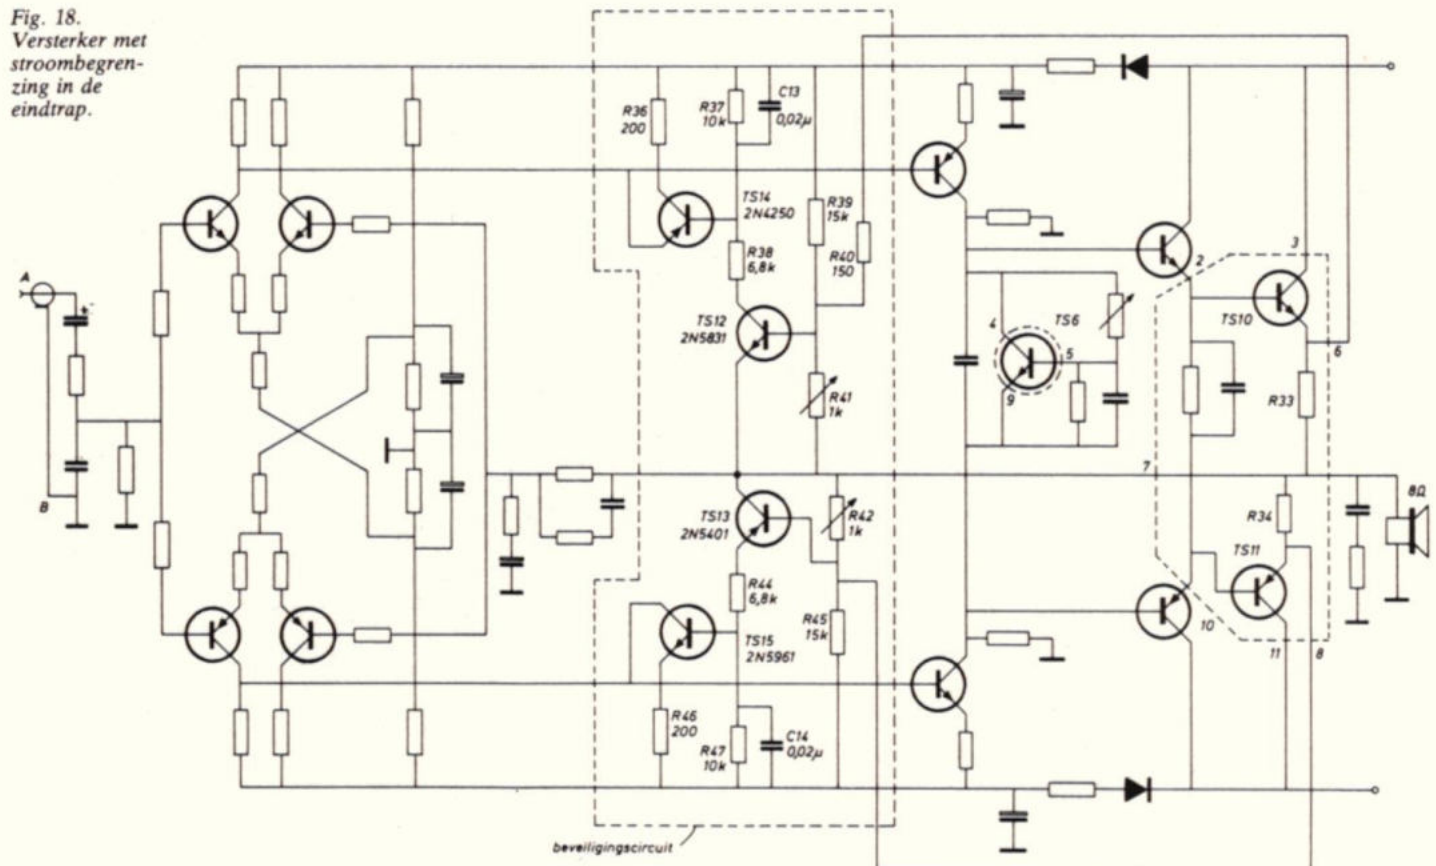 Fig. 18.
Versterker met
stroombegren-
zing in de
eindtrap.
R36
200
R37
10k
C13
0,02µ
TS14
2N4250
R39
15k
R38
6,8k
R40
150
TS12
2N5831
R41
1k
TS13
2N5401
R42
1k
R44
6,8k
R45
15k
TS15
2N5961
R46
200
R47
10k
C14
0,02µ
beveiligingscircuit
A
+
-
+
B
TS6
4
5
9
2
3
TS10
6
R33
7
R34
8Ω
TS11
10
11
8